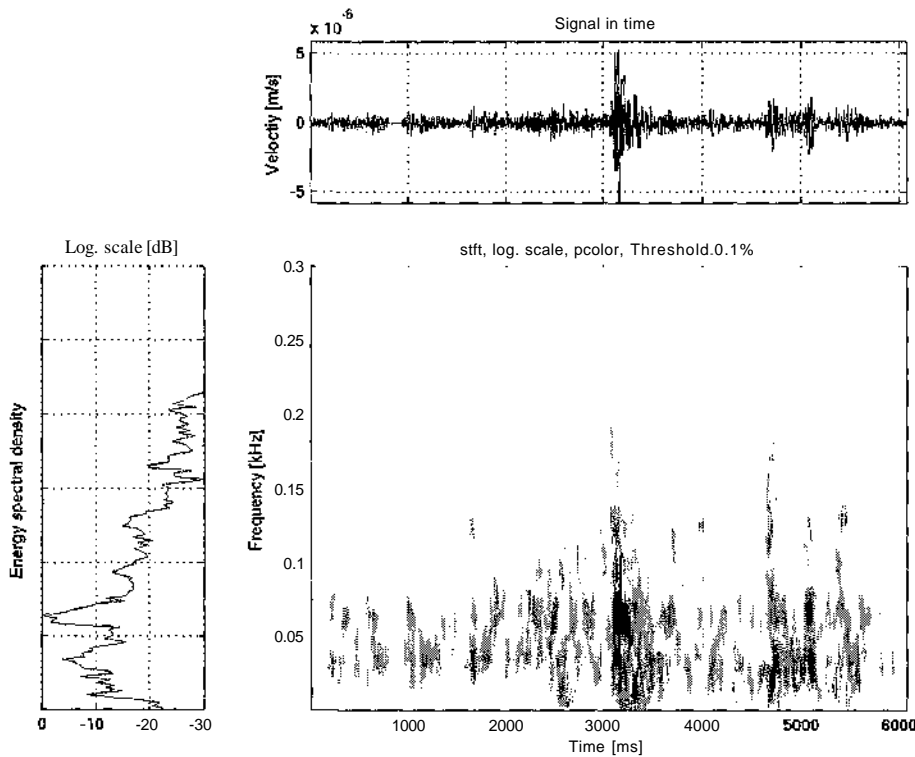 x 10^-6
Signal in time
5
0
-5
Veloctiy [m/s]
Log. scale [dB]
stft, log. scale, pcolor, Threshold.0.1%
0.3
0.25
0.2
0.15
0.1
0.05
Energy spectral density
Frequency [kHz]
0 -10 -20 -30
1000 2000 3000 4000 5000 6000
Time [ms]